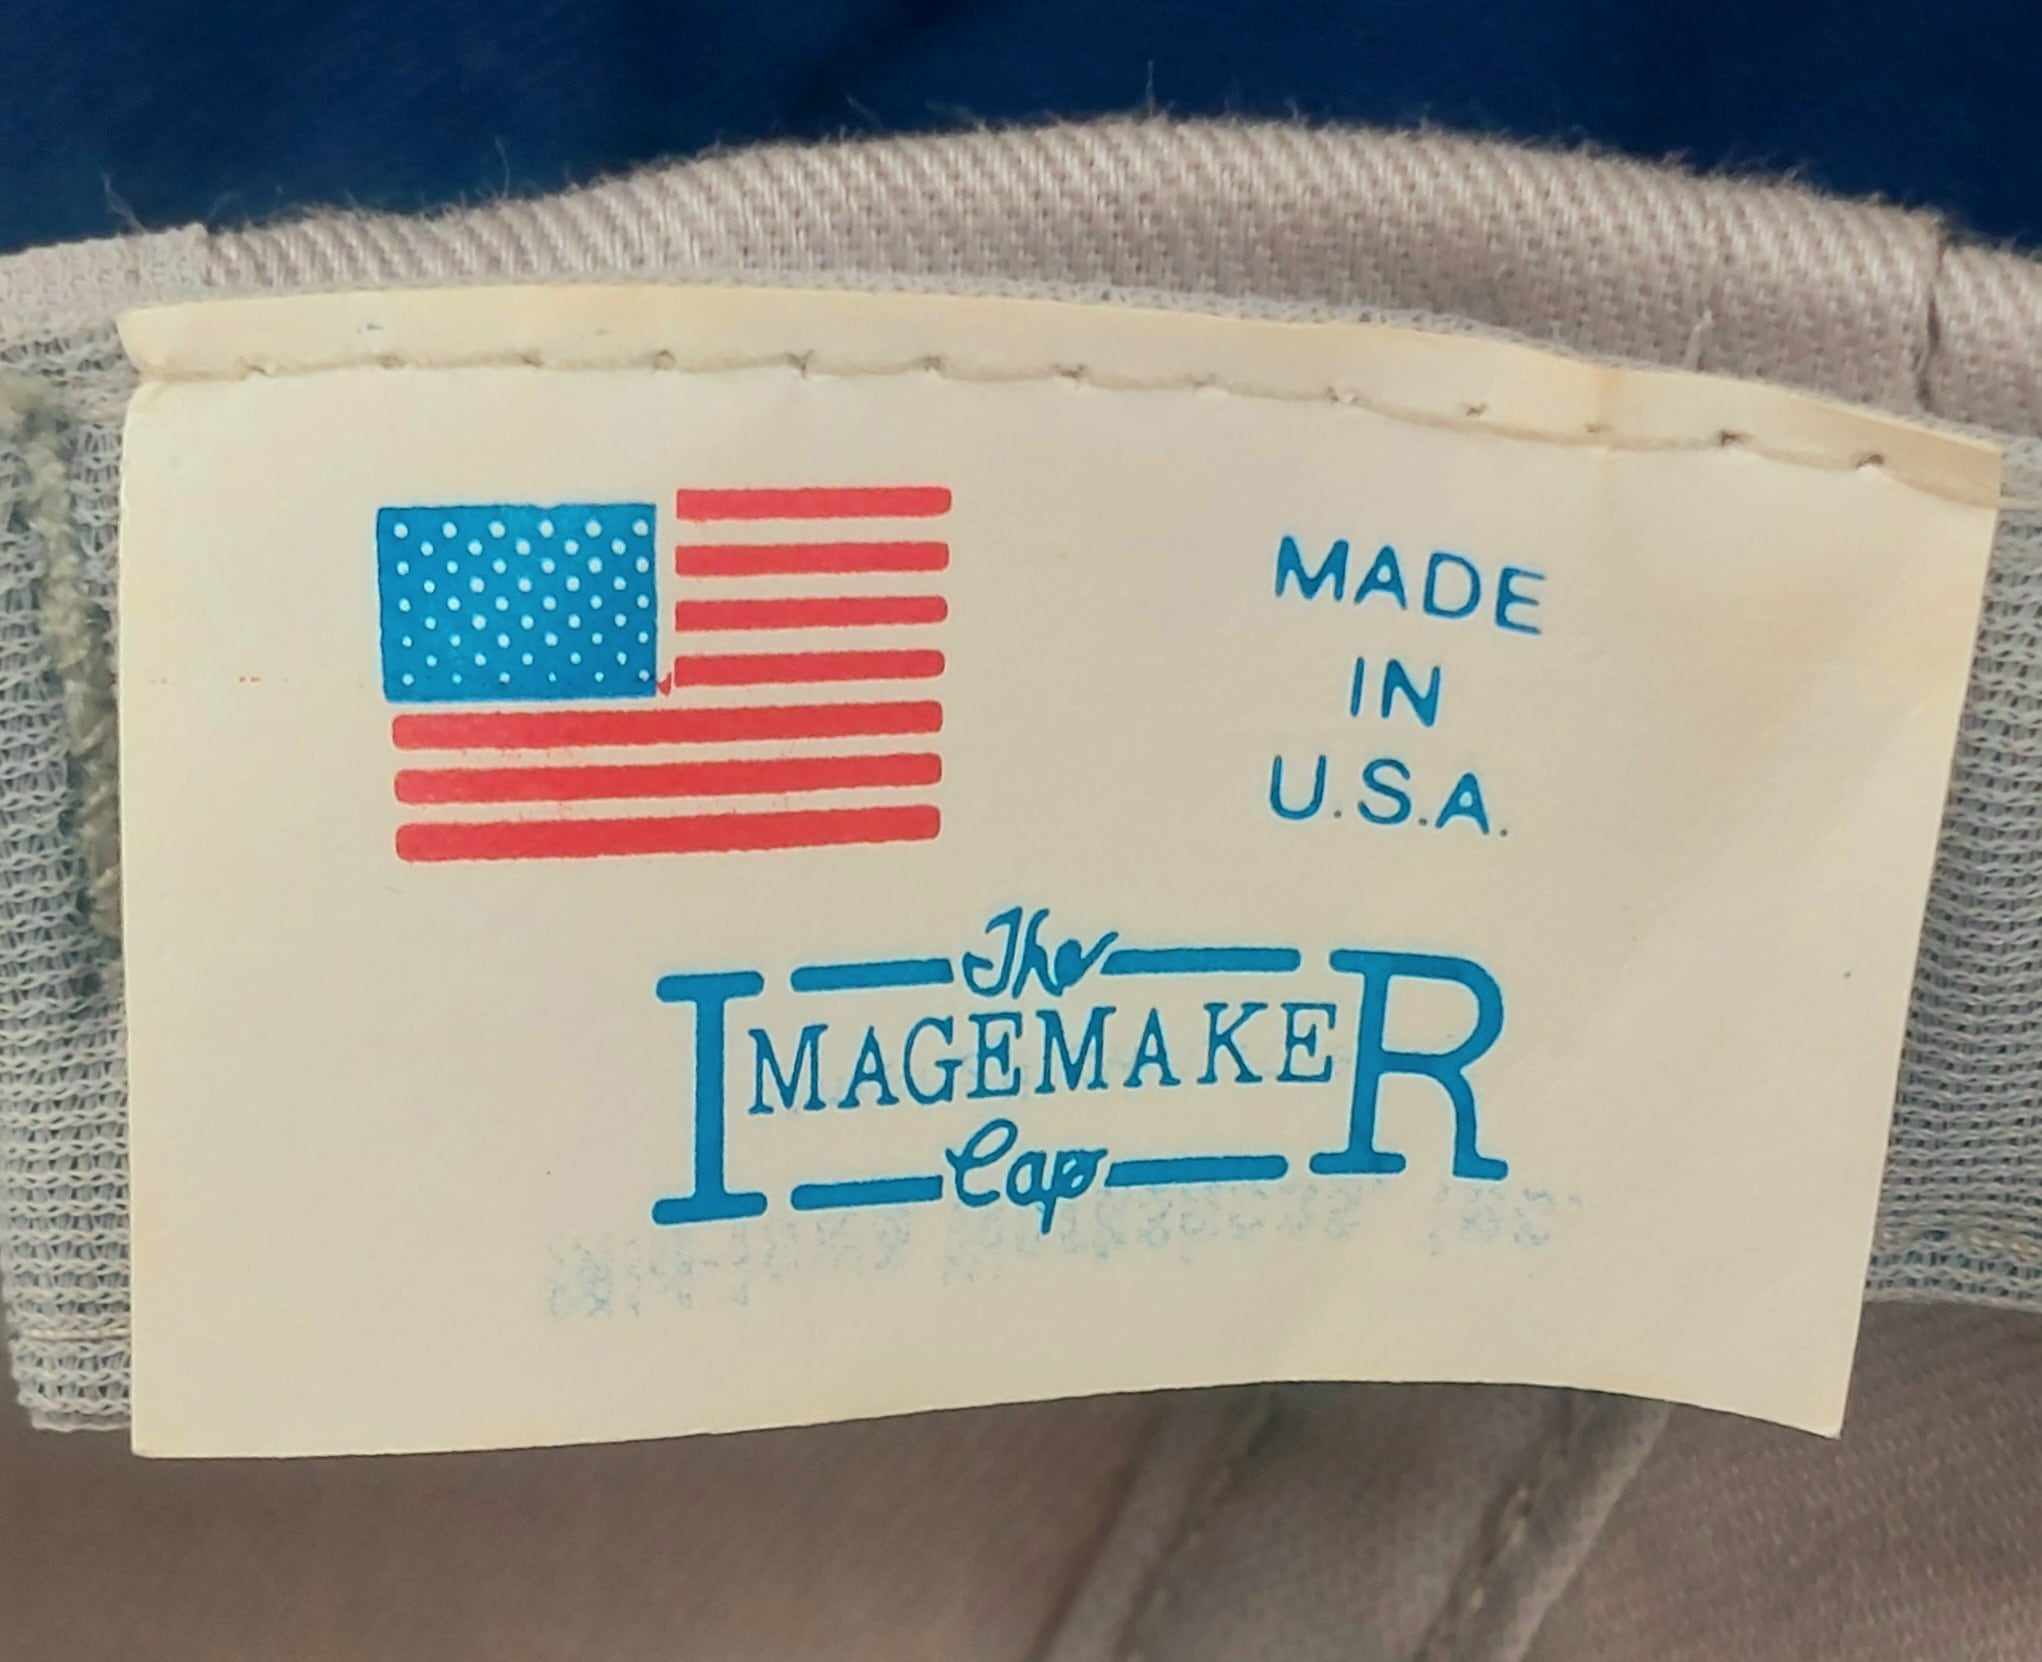 MADE
IN
U.S.A.
The
IMAGEMAKER
Cap